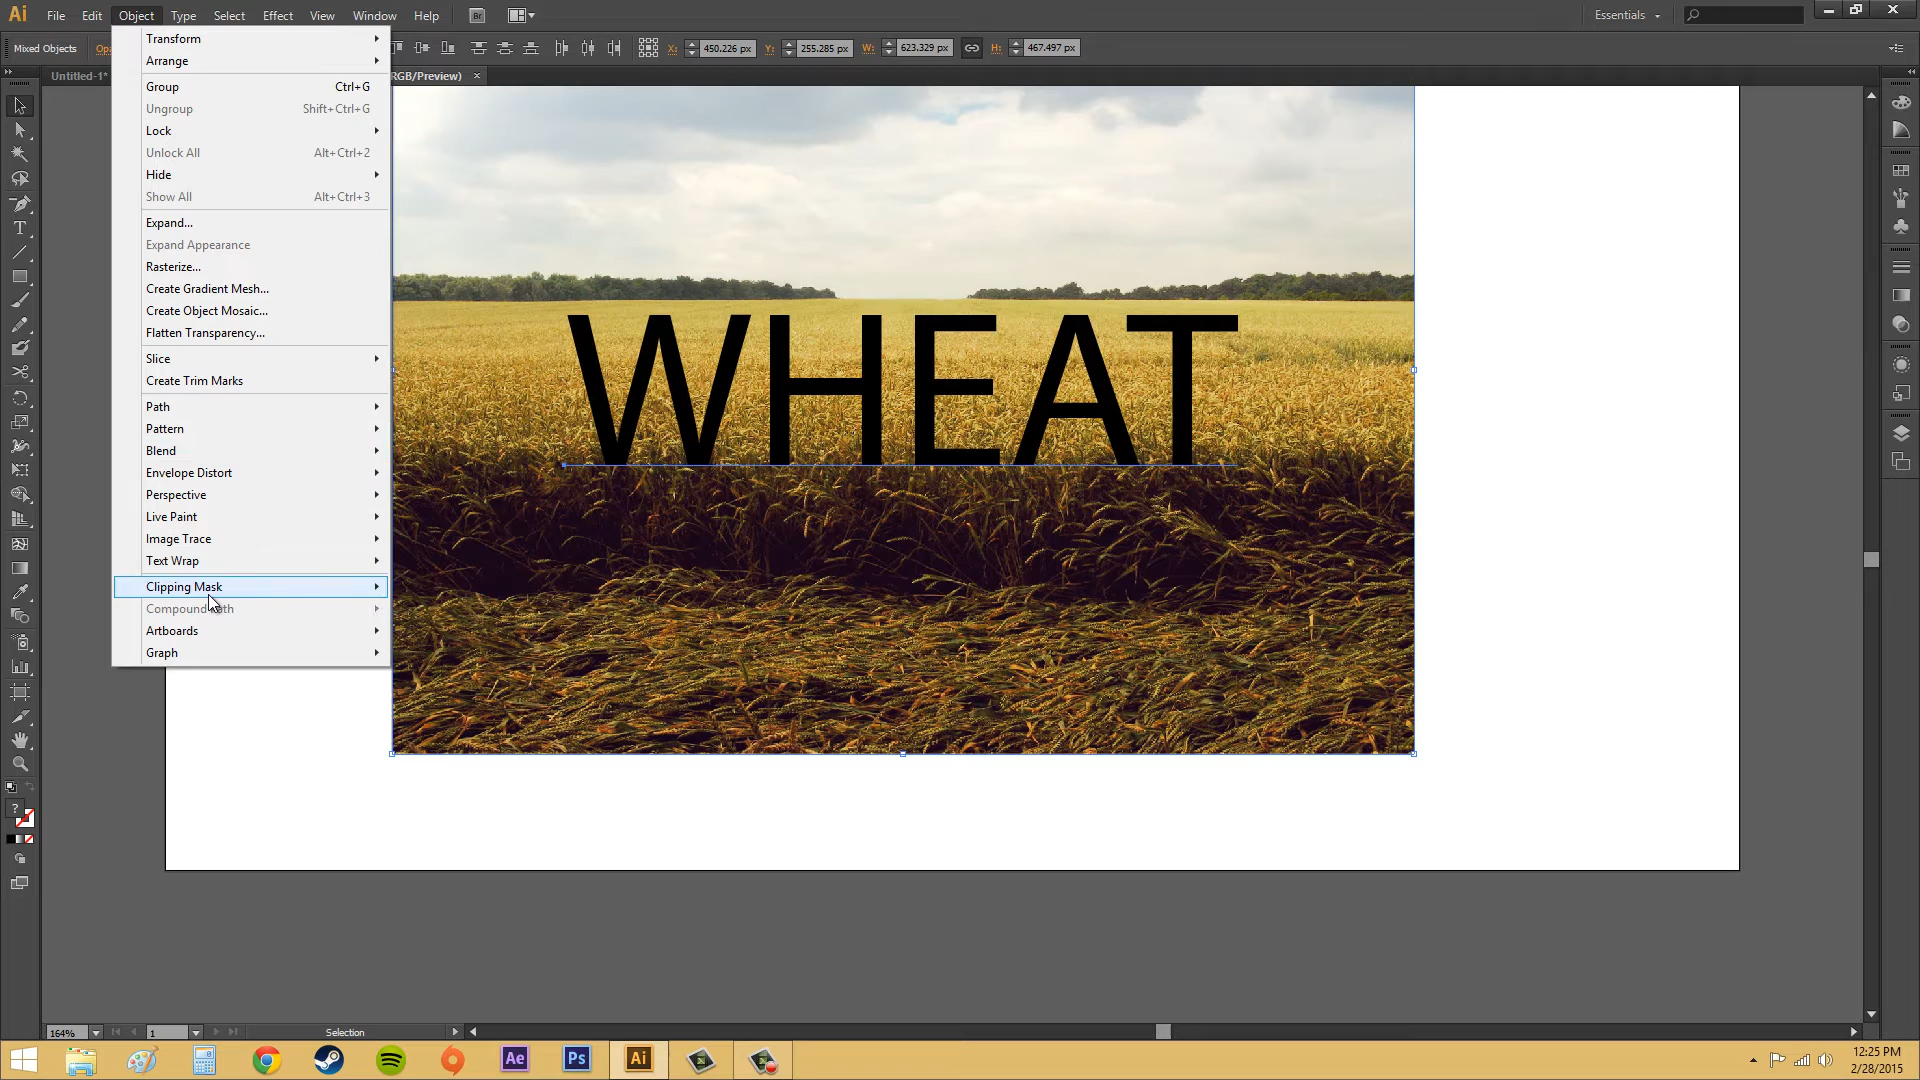 Ai File Edit Object Type Select Effect View Window Help Br Essentials
Mixed Objects X: 450.226 px Y: 255.285 px W: 623.329 px H: 467.497 px
Untitled-1* RGB/Preview) ×
Transform
Arrange
Group Ctrl+G
Ungroup Shift+Ctrl+G
Lock
Unlock All Alt+Ctrl+2
Hide
Show All Alt+Ctrl+3
Expand...
Expand Appearance
Rasterize...
Create Gradient Mesh...
Create Object Mosaic...
Flatten Transparency...
Slice
Create Trim Marks
Path
Pattern
Blend
Envelope Distort
Perspective
Live Paint
Image Trace
Text Wrap
Clipping Mask
Artboards
Graph
WHEAT
164% 1 Selection
Ae Ps Ai
12:25 PM
2/28/2015